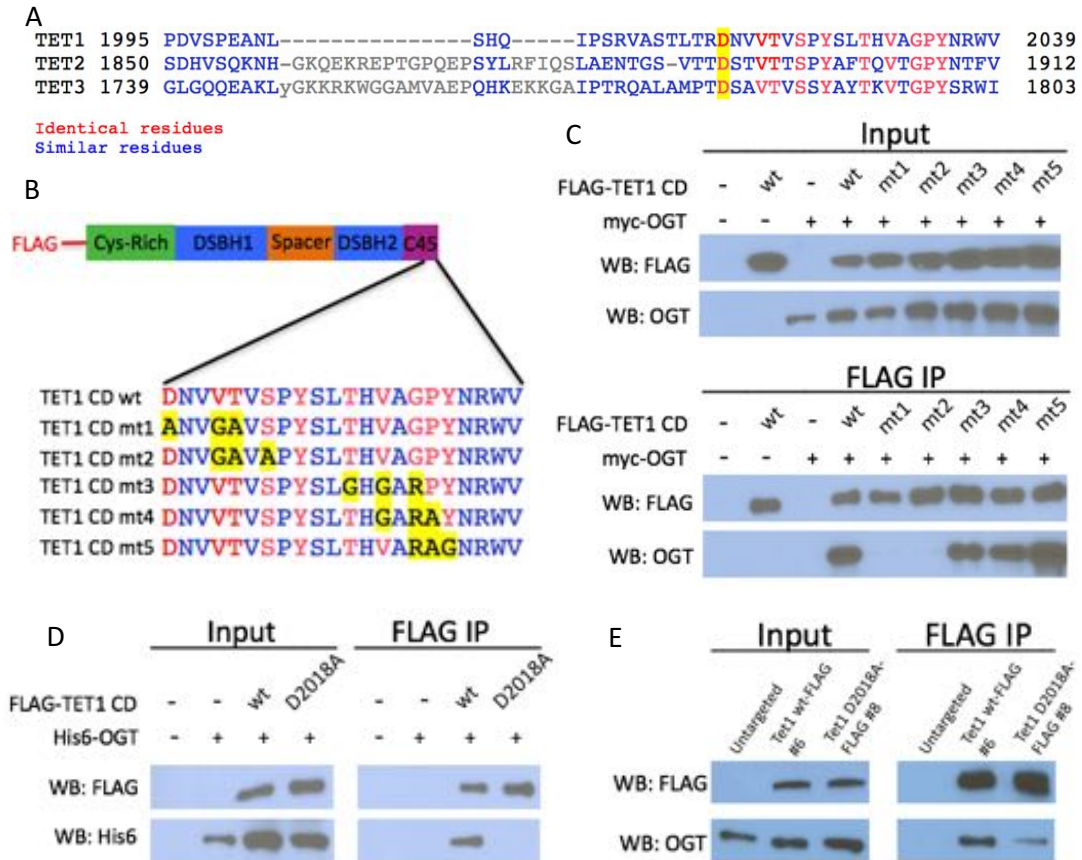 A
TET1 1995 PDVSPEANL-----------------SHQ-----IPSRVASTLTRDNVVTVSPYSLTHVAGPYNRWV 2039
TET2 1850 SDHVSQKNH-GKQEKREPTGPQEPSYLRFIQSLAENTGS-VTTDSTVTTSPYAFTQVTGPYNTFV 1912
TET3 1739 GLGQQEAKLyGKKRKWGGAMVAEPQHKEKKGAIPTRQALAMPTDSAVTVSSYAYTKVTGPYSRWI 1803
Identical residues
Similar residues
B
FLAG Cys-Rich DSBH1 Spacer DSBH2 C45
TET1 CD wt DNVVTVSPYSLTHVAGPYNRWV
TET1 CD mt1 ANVGAVSPYSLTHVAGPYNRWV
TET1 CD mt2 DNVGAVAPYSLTHVAGPYNRWV
TET1 CD mt3 DNVVTVSPYSLGHGARPYNRWV
TET1 CD mt4 DNVVTVSPYSLTHGARAYNRWV
TET1 CD mt5 DNVVTVSPYSLTHVARAGNRWV
C
Input
FLAG-TET1 CD - wt - wt mt1 mt2 mt3 mt4 mt5
myc-OGT - - + + + + + + +
WB: FLAG
WB: OGT
FLAG IP
FLAG-TET1 CD - wt - wt mt1 mt2 mt3 mt4 mt5
myc-OGT - - + + + + + + +
WB: FLAG
WB: OGT
D
Input FLAG IP
FLAG-TET1 CD - - wt D2018A - - wt D2018A
His6-OGT - + + + - + + +
WB: FLAG
WB: His6
E
Input FLAG IP
Untargeted
Tet1 wt-FLAG
#6
Tet1 D2018A-
FLAG #8
Untargeted
Tet1 wt-FLAG
#6
Tet1 D2018A-
FLAG #8
WB: FLAG
WB: OGT